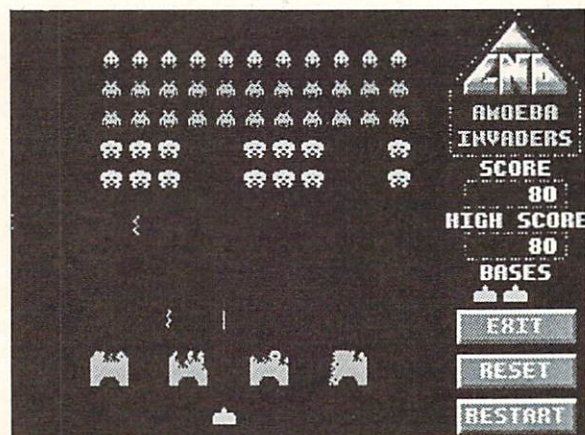 AMOEBA
INVADERS
SCORE
80
HIGH SCORE
80
BASES
EXIT
RESET
RESTART